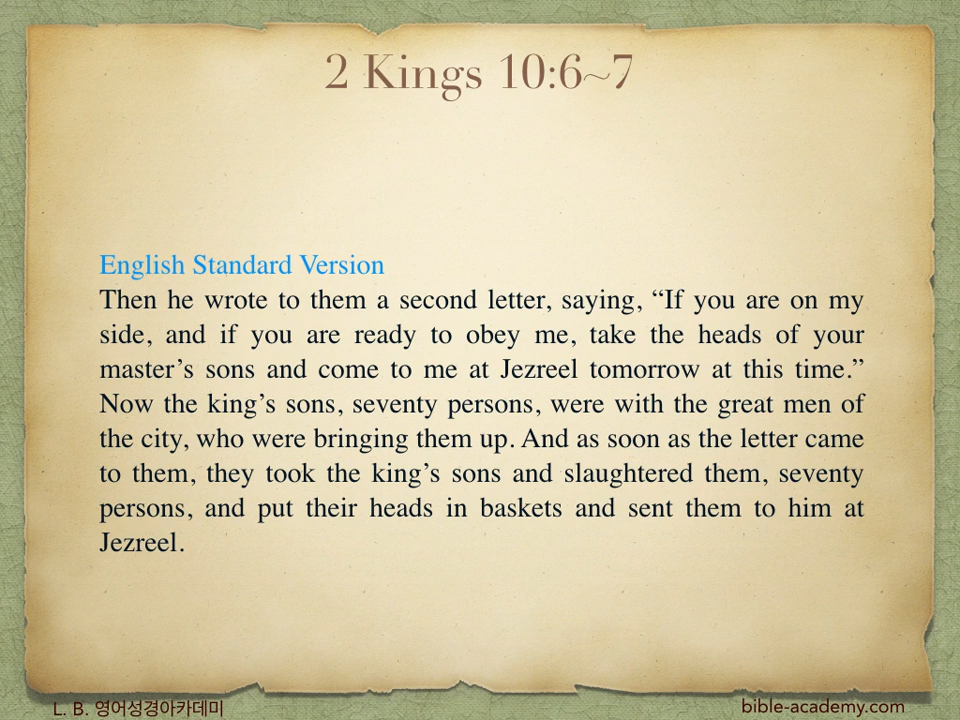 2 Kings 10:6~7
English Standard Version
Then he wrote to them a second letter, saying, “If you are on my
side, and if you are ready to obey me, take the heads of your
master’s sons and come to me at Jezreel tomorrow at this time.”
Now the king’s sons, seventy persons, were with the great men of
the city, who were bringing them up. And as soon as the letter came
to them, they took the king’s sons and slaughtered them, seventy
persons, and put their heads in baskets and sent them to him at
Jezreel.
L. B. 영어성경아카데미
bible-academy.com